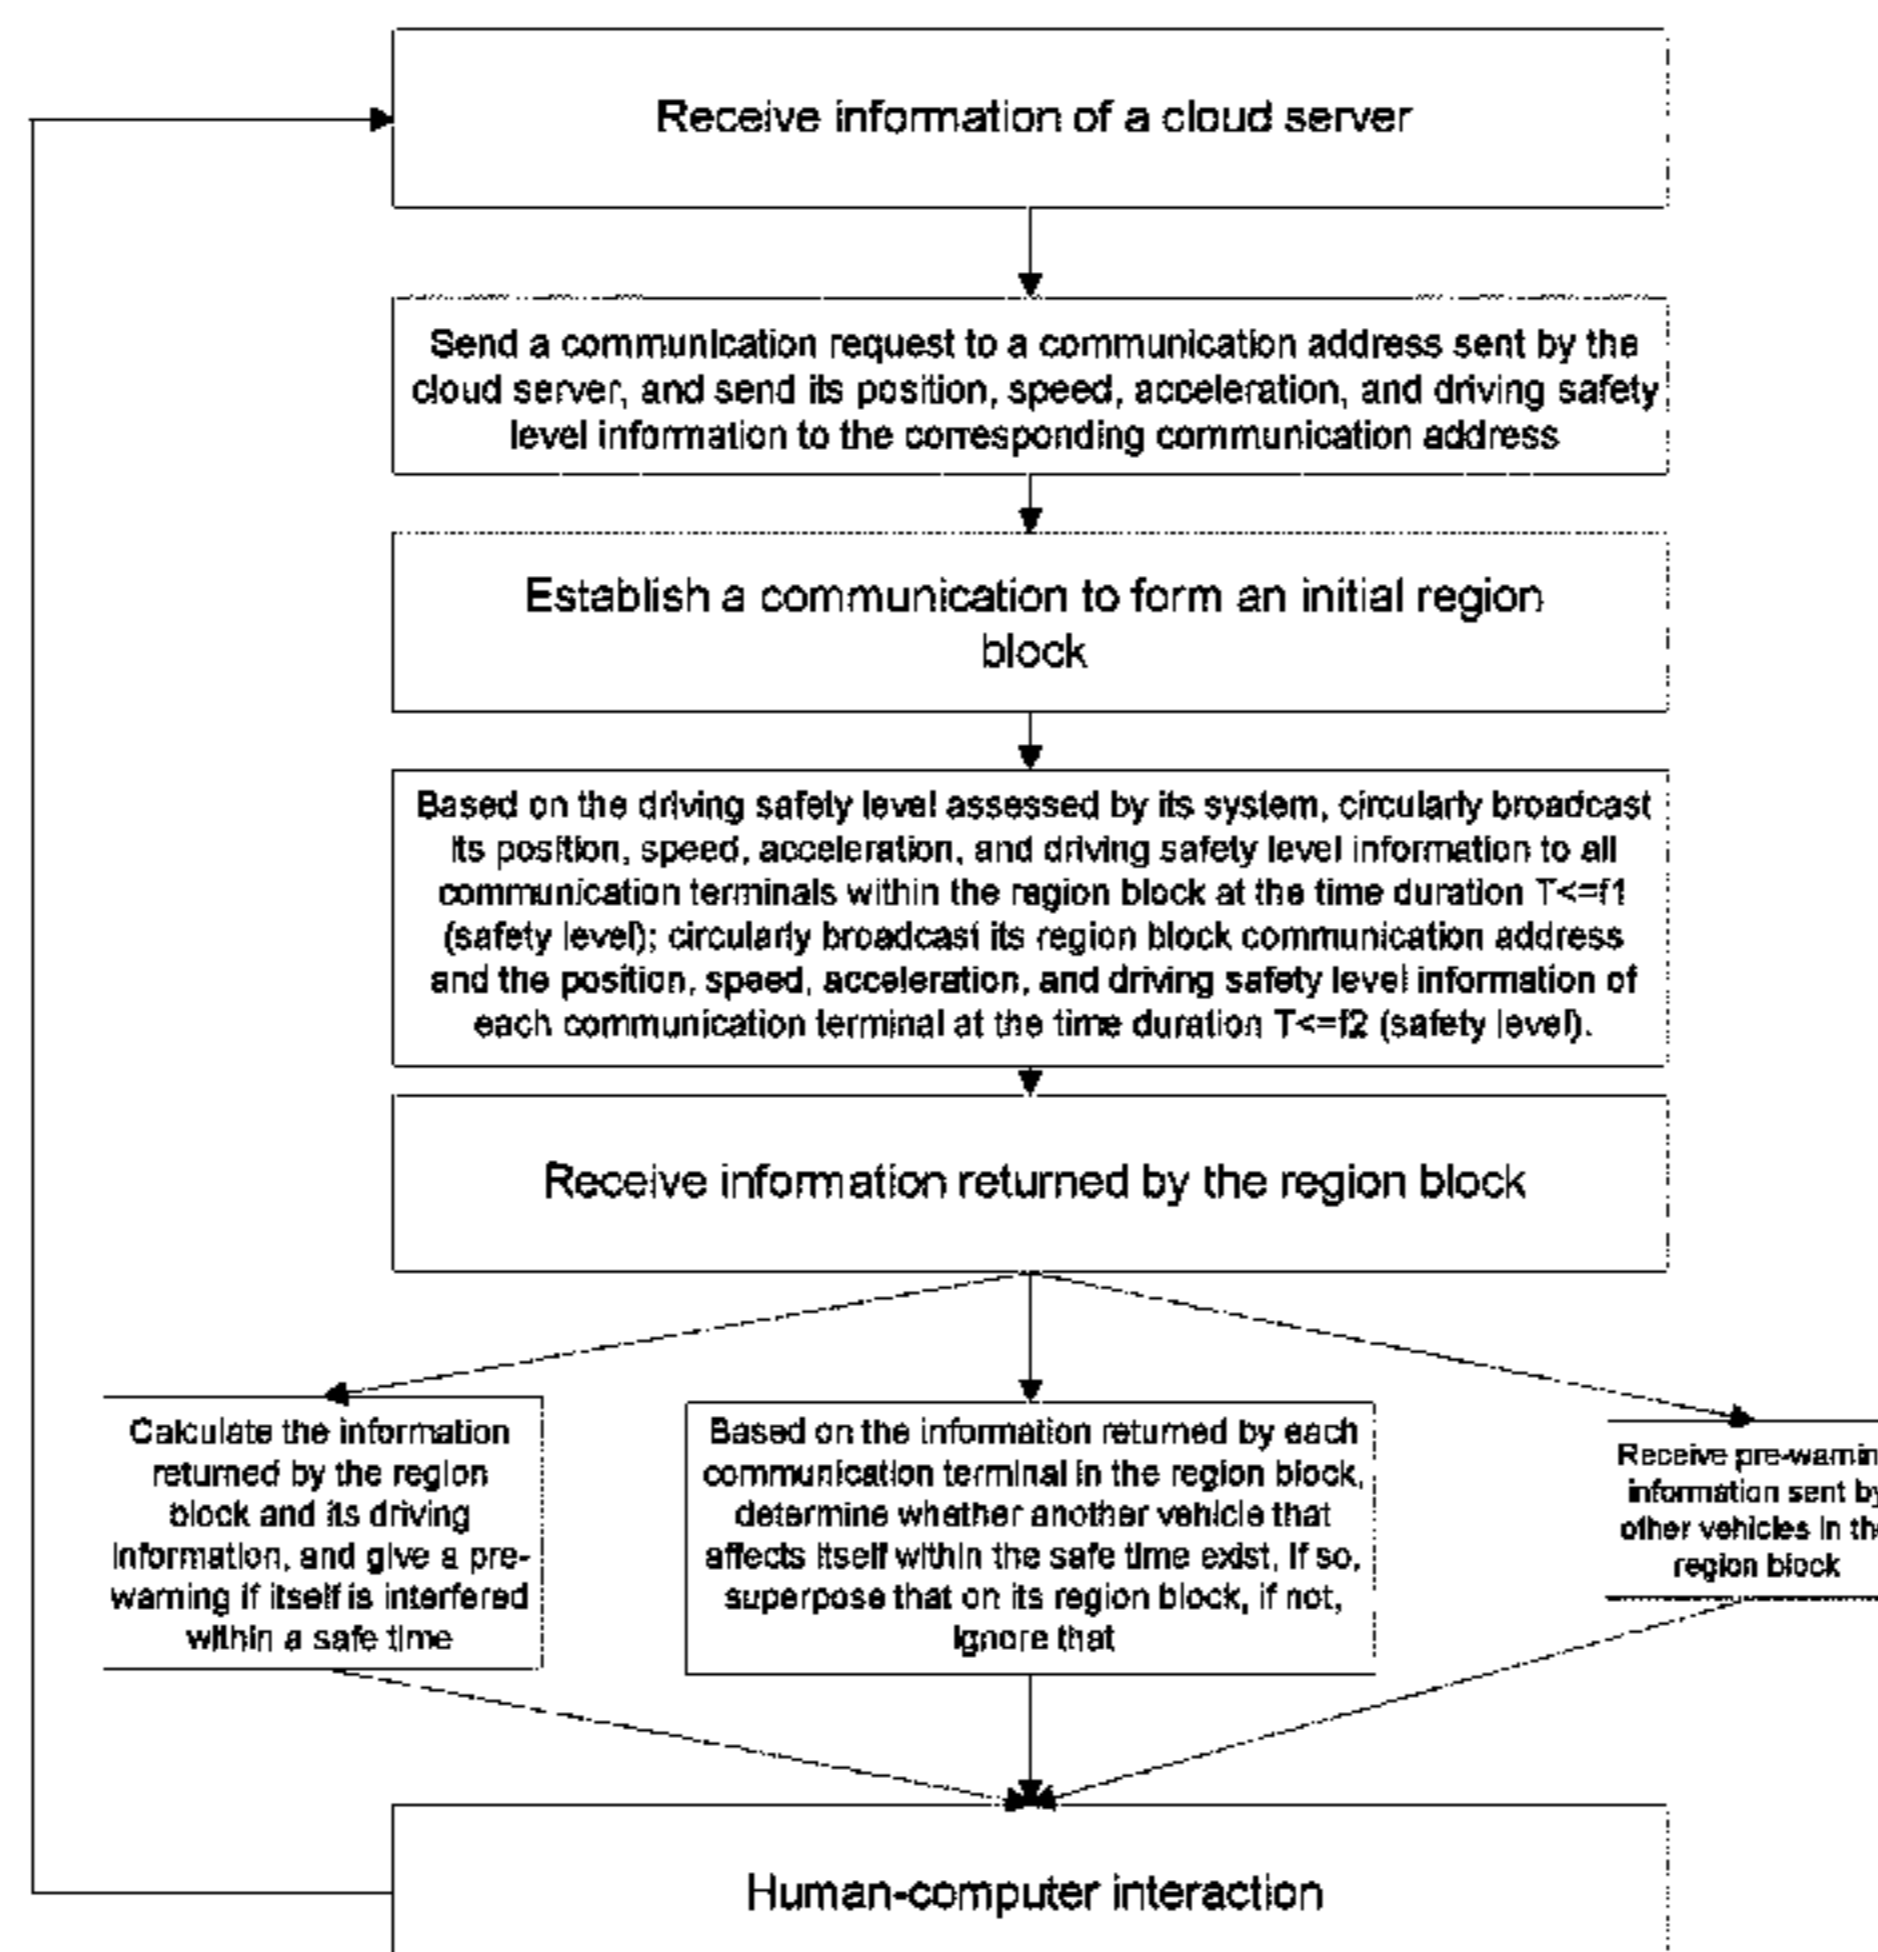 Receive information of a cloud server
Send a communication request to a communication address sent by the
cloud server, and send its position, speed, acceleration, and driving safety
level information to the corresponding communication address
Establish a communication to form an initial region
block
Based on the driving safety level assessed by its system, circularly broadcast
its position, speed, acceleration, and driving safety level information to all
communication terminals within the region block at the time duration T<=f1
(safety level); circularly broadcast its region block communication address
and the position, speed, acceleration, and driving safety level information of
each communication terminal at the time duration T<=f2 (safety level).
Receive information returned by the region block
Calculate the information
returned by the region
block and its driving
information, and give a pre-
warning if itself is interfered
within a safe time
Based on the information returned by each
communication terminal in the region block,
determine whether another vehicle that
affects itself within the safe time exist, if so,
superpose that on its region block, if not,
ignore that
Receive pre-warnin
information sent by
other vehicles in the
region block
Human-computer interaction